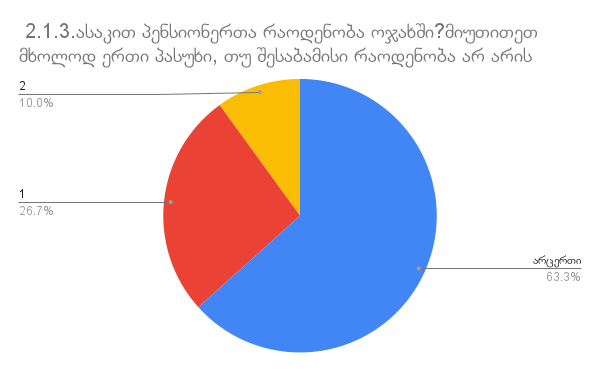 2.1.3.ასაკით პენსიონერთა რაოდენობა ოჯახში?მიუთითეთ
მხოლოდ ერთი პასუხი, თუ შესაბამისი რაოდენობა არ არის
2
10.0%
1
26.7%
არცერთი
63.3%